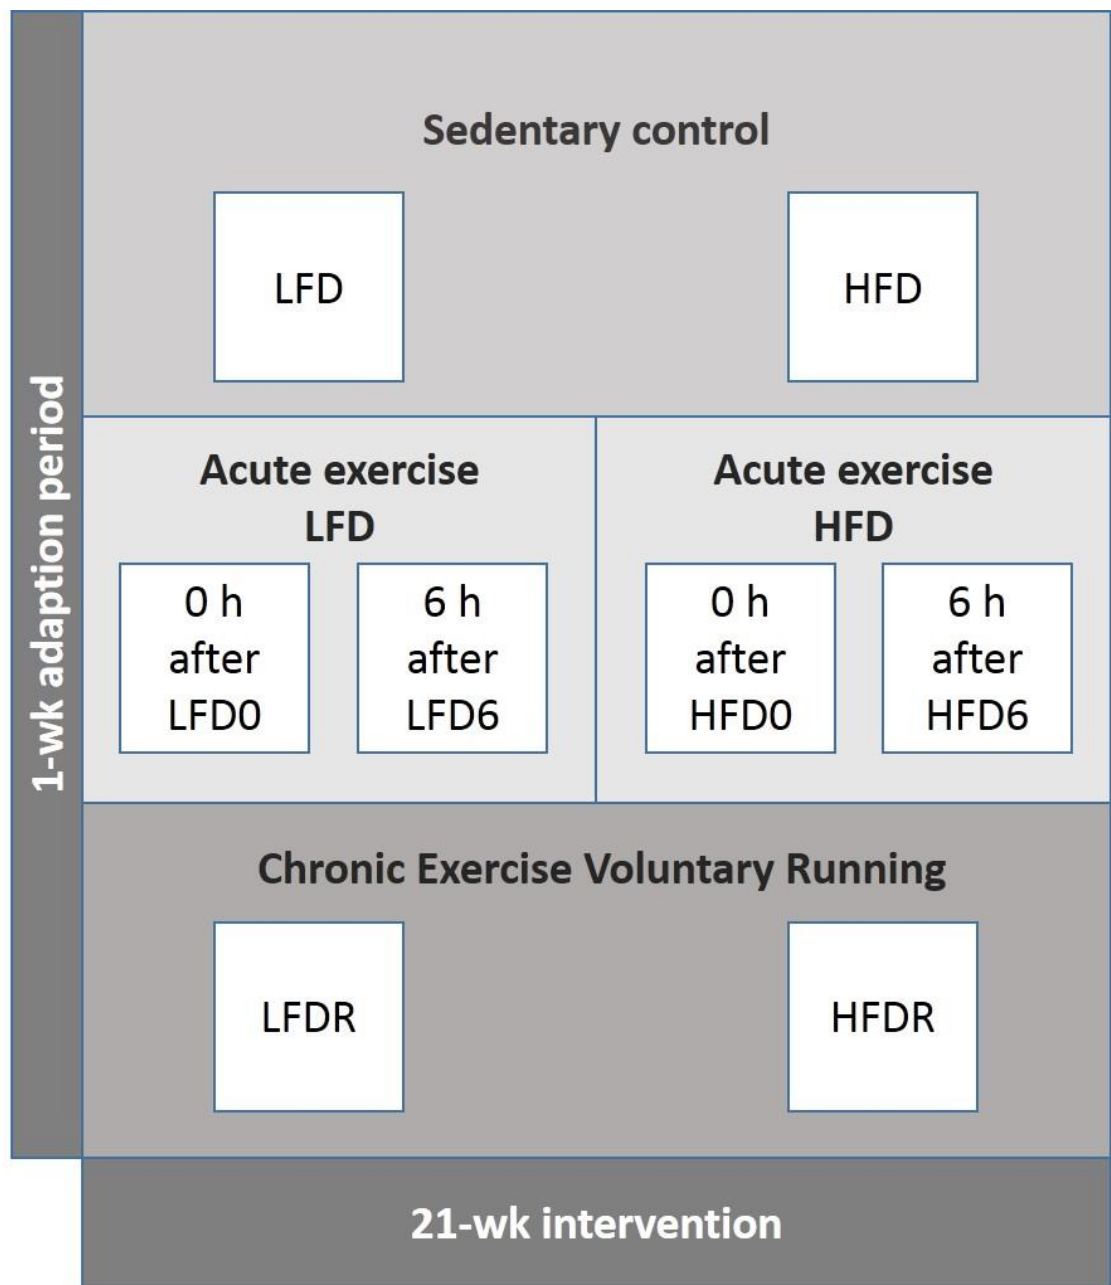 1-wk adaption period
Sedentary control
LFD
HFD
Acute exercise
LFD
0 h
after
LFD0
6 h
after
LFD6
Acute exercise
HFD
0 h
after
HFD0
6 h
after
HFD6
Chronic Exercise Voluntary Running
LFDR
HFDR
21-wk intervention